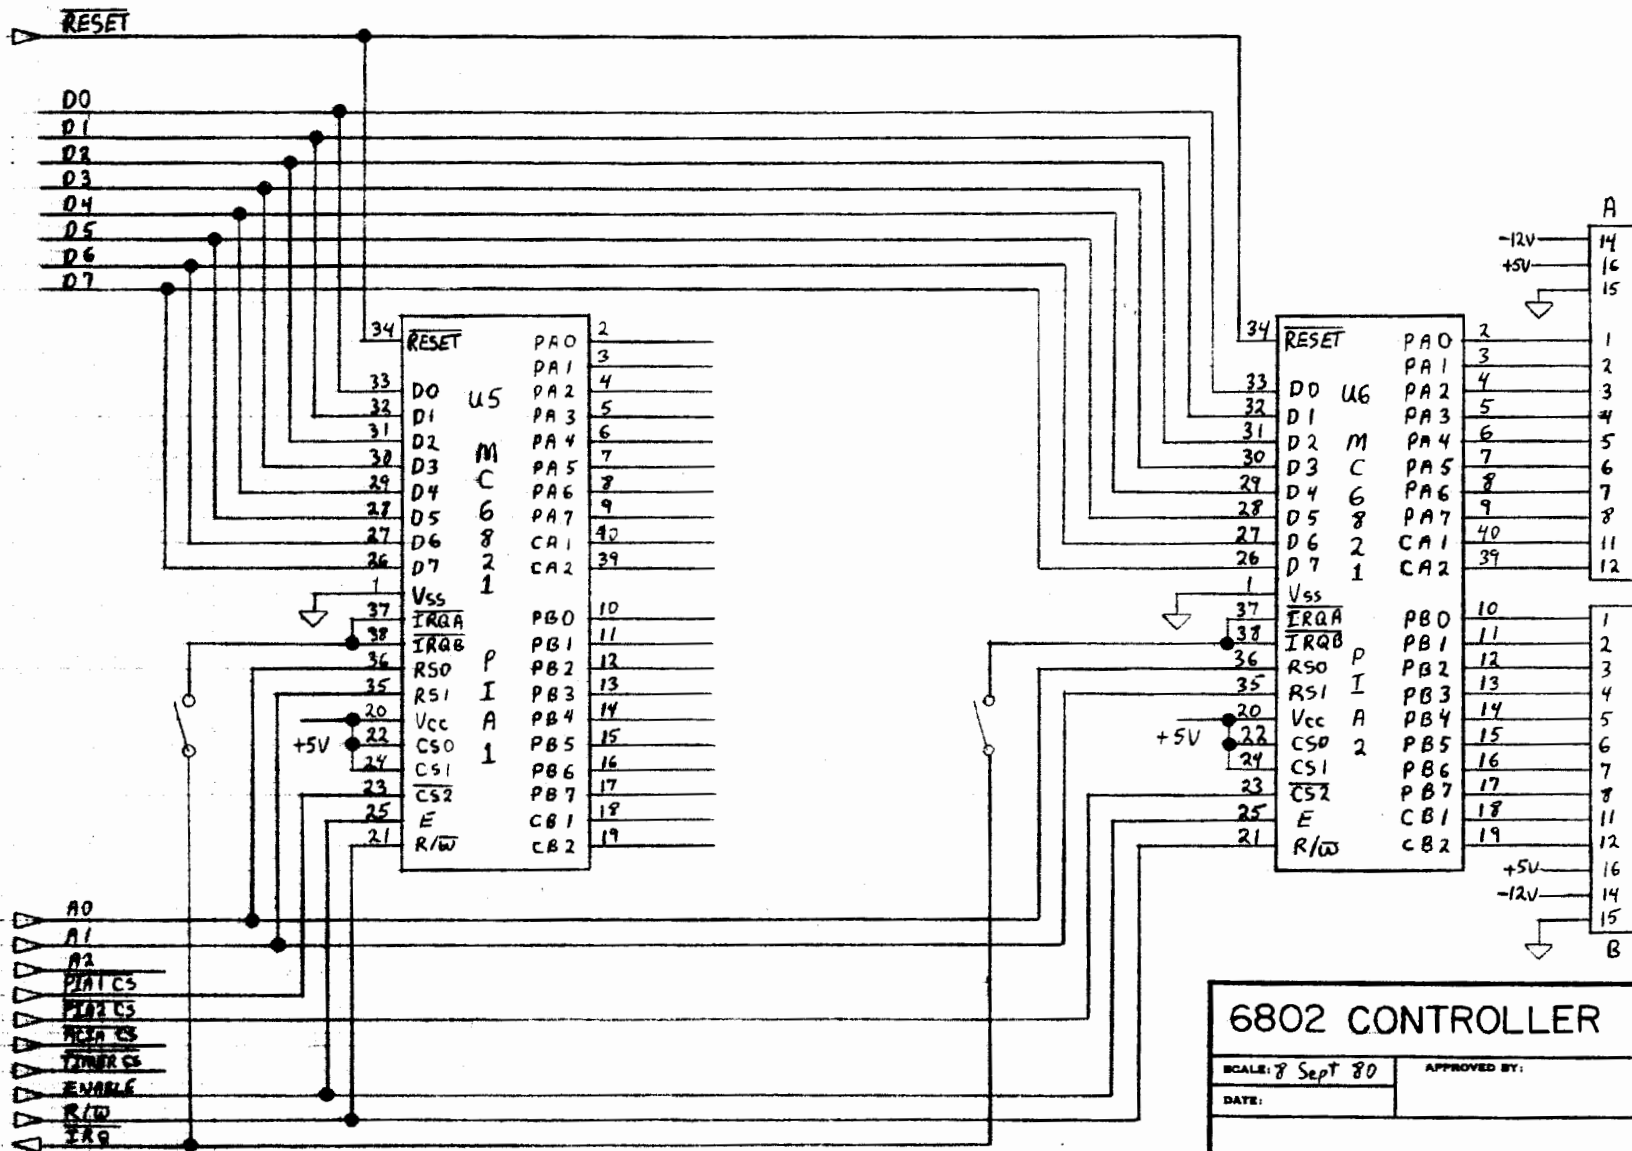 RESET
D0
D1
D2
D3
D4
D5
D6
D7
34 RESET PA0 2
PA1 3
33 D0 U5 PA2 4
32 D1 PA3 5
31 D2 M PA4 6
30 D3 C PA5 7
29 D4 6 PA6 8
28 D5 8 PA7 9
27 D6 2 CA1 40
26 D7 1 CA2 39
1 Vss
37 IRQA PB0 10
38 IRQB PB1 11
36 RS0 P PB2 12
35 RS1 I PB3 13
20 Vcc A PB4 14
+5V 22 CS0 1 PB5 15
24 CS1 PB6 16
23 CS2 PB7 17
25 E CB1 18
21 R/W CB2 19
34 RESET PA0 2
PA1 3
33 D0 U6 PA2 4
32 D1 PA3 5
31 D2 M PA4 6
30 D3 C PA5 7
29 D4 6 PA6 8
28 D5 8 PA7 9
27 D6 2 CA1 40
26 D7 1 CA2 39
1 Vss
37 IRQA PB0 10
38 IRQB PB1 11
36 RS0 P PB2 12
35 RS1 I PB3 13
20 Vcc A PB4 14
+5V 22 CS0 2 PB5 15
24 CS1 PB6 16
23 CS2 PB7 17
25 E CB1 18
21 R/W CB2 19
A
-12V 14
+5V 16
15
1
2
3
4
5
6
7
8
11
12
1
2
3
4
5
6
7
8
11
12
+5V 16
-12V 14
15
B
A0
A1
A2
PIA1 CS
PIA2 CS
ACIA CS
TIMER CS
ENABLE
R/W
IRQ
6802 CONTROLLER
SCALE: 8 Sept 80
APPROVED BY:
DATE: